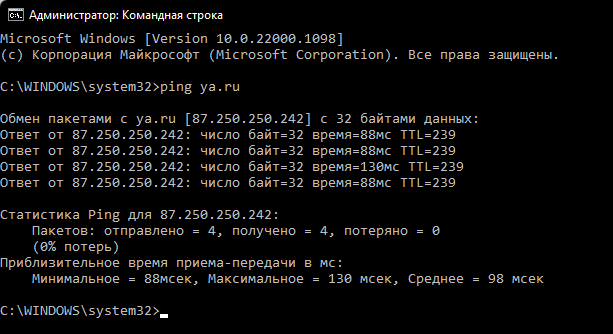 Администратор: Командная строка
Microsoft Windows [Version 10.0.22000.1098]
(c) Корпорация Майкрософт (Microsoft Corporation). Все права защищены.
C:\WINDOWS\system32>ping ya.ru
Обмен пакетами с ya.ru [87.250.250.242] с 32 байтами данных:
Ответ от 87.250.250.242: число байт=32 время=88мс TTL=239
Ответ от 87.250.250.242: число байт=32 время=88мс TTL=239
Ответ от 87.250.250.242: число байт=32 время=130мс TTL=239
Ответ от 87.250.250.242: число байт=32 время=88мс TTL=239
Статистика Ping для 87.250.250.242:
Пакетов: отправлено = 4, получено = 4, потеряно = 0
(0% потерь)
Приблизительное время приема-передачи в мс:
Минимальное = 88мсек, Максимальное = 130 мсек, Среднее = 98 мсек
C:\WINDOWS\system32>